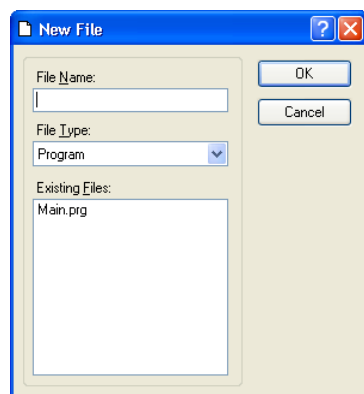 New File
File Name:
OK
Cancel
File Type:
Program
Existing Files:
Main.prg